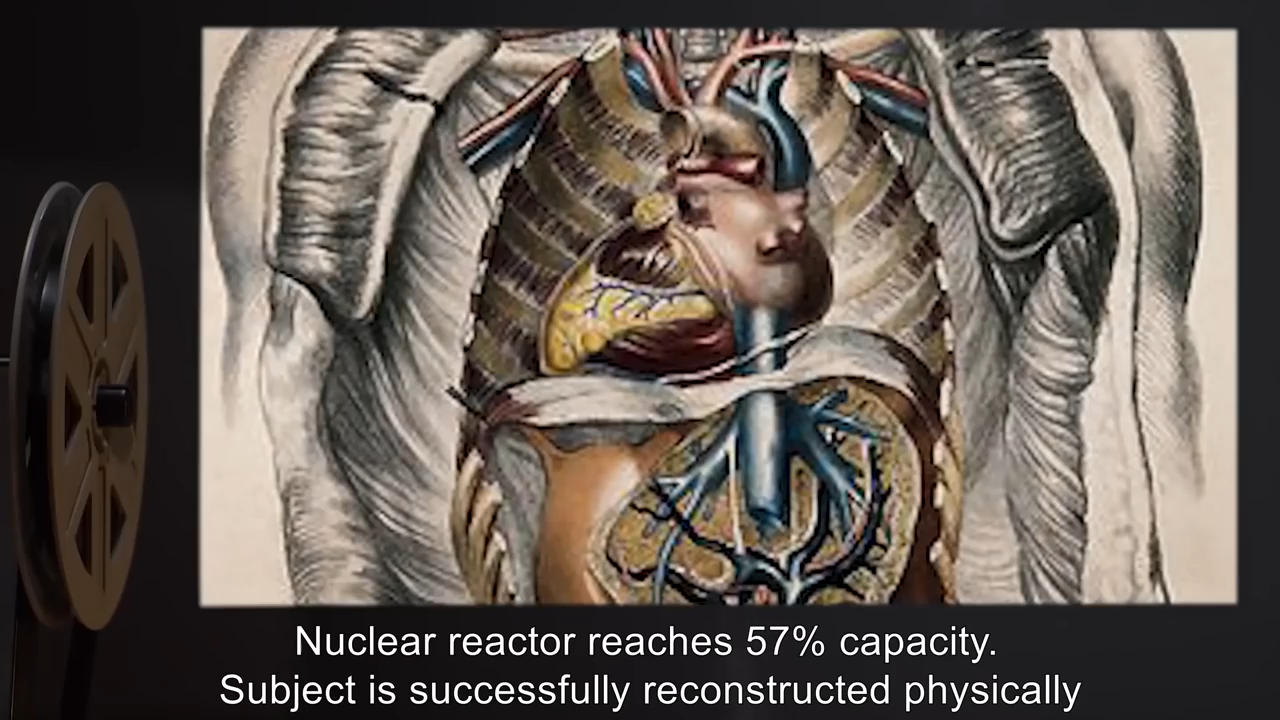 Nuclear reactor reaches 57% capacity.
Subject is successfully reconstructed physically